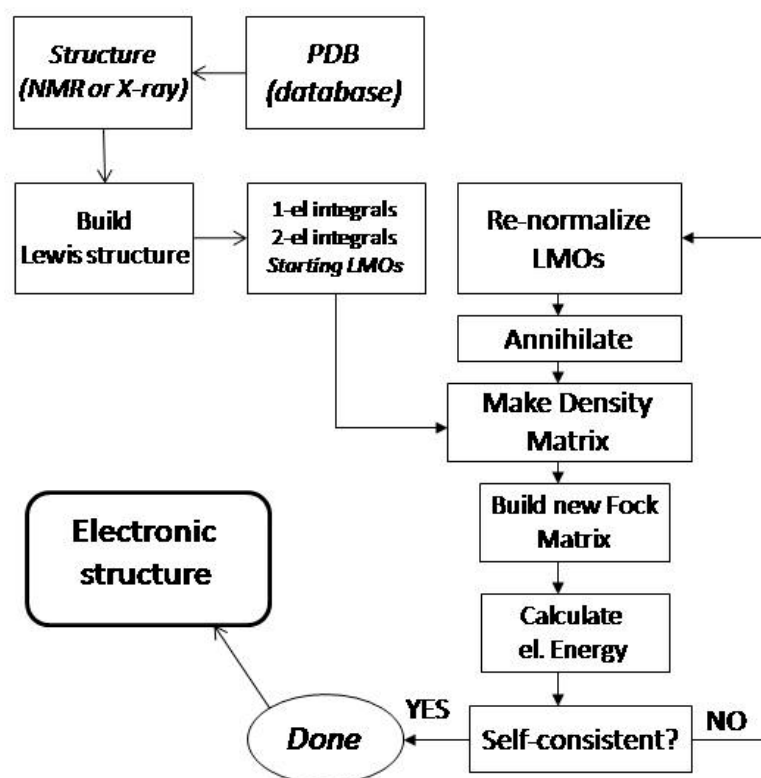 Structure
(NMR or X-ray)
PDB
(database)
Build
Lewis structure
1-el integrals
2-el integrals
Starting LMOs
Re-normalize
LMOs
Annihilate
Make Density
Matrix
Build new Fock
Matrix
Calculate
el. Energy
Self-consistent?
NO
YES
Done
Electronic
structure